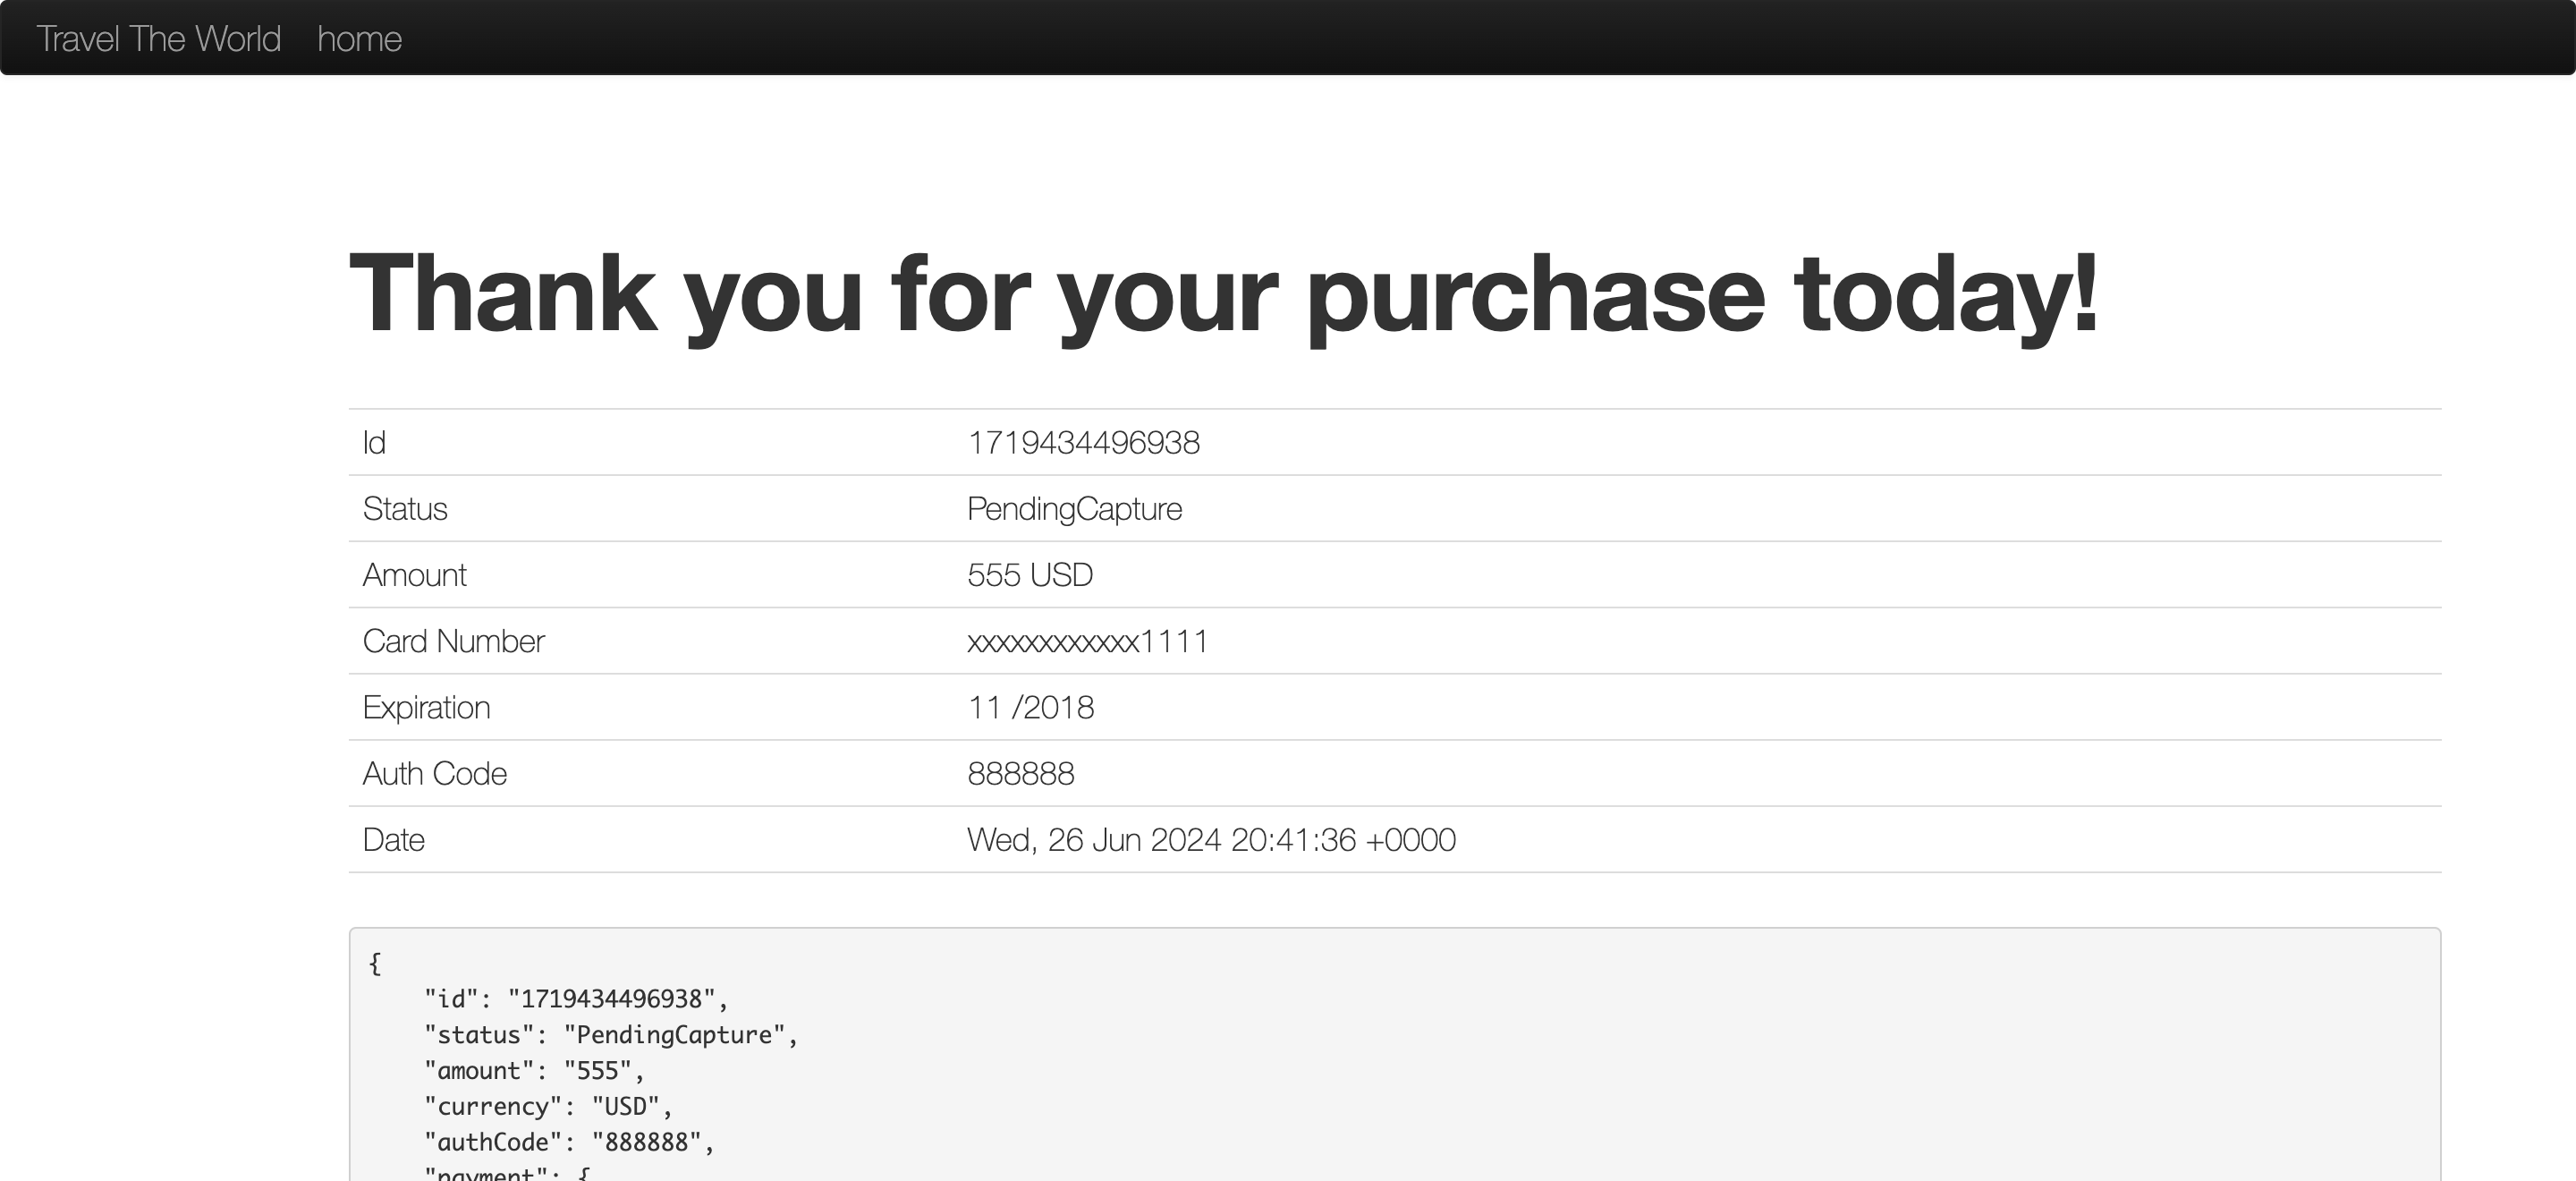 Travel The World home
Thank you for your purchase today!
Id 1719434496938
Status PendingCapture
Amount 555 USD
Card Number xxxxxxxxxxxx1111
Expiration 11 /2018
Auth Code 888888
Date Wed, 26 Jun 2024 20:41:36 +0000
{
"id": "1719434496938",
"status": "PendingCapture",
"amount": "555",
"currency": "USD",
"authCode": "888888",
"payment": {